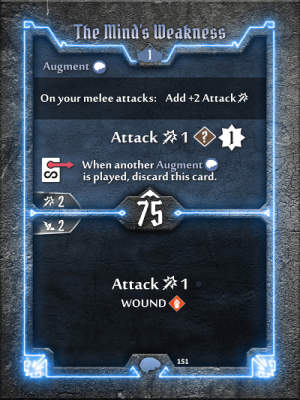 The Mind's Weakness
1
Augment
On your melee attacks: Add +2 Attack
Attack 1 ? 1
When another Augment
is played, discard this card.
75
2
2
Attack 1
WOUND
151